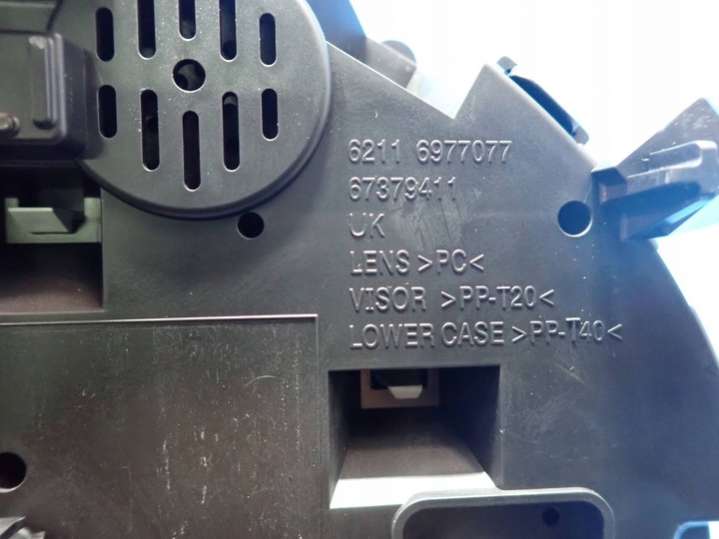 6211 6977077
67379411
UK
LENS >PC<
VISOR >PP-T20<
LOWER CASE >PP-T40<